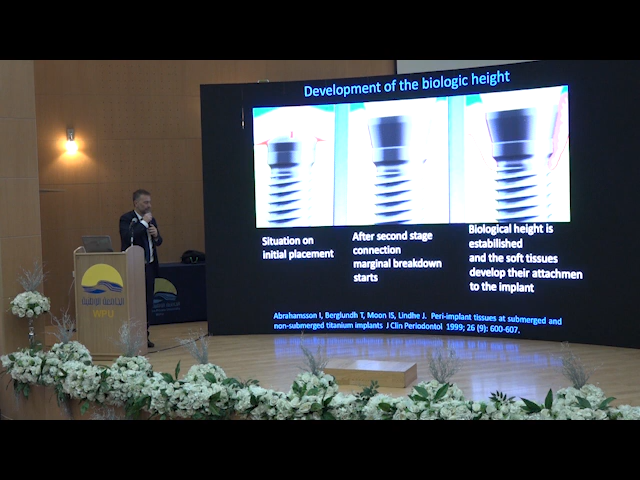 Development of the biologic height
Situation on
initial placement
After second stage
connection
marginal breakdown
starts
Biological height is
estabilished
and the soft tissues
develop their attachmen
to the implant
Abrahamsson I, Berglundh T, Moon IS, Lindhe J. Peri-implant tissues at submerged and
non-submerged titanium implants J Clin Periodontol 1999; 26 (9): 600-607.
WPU